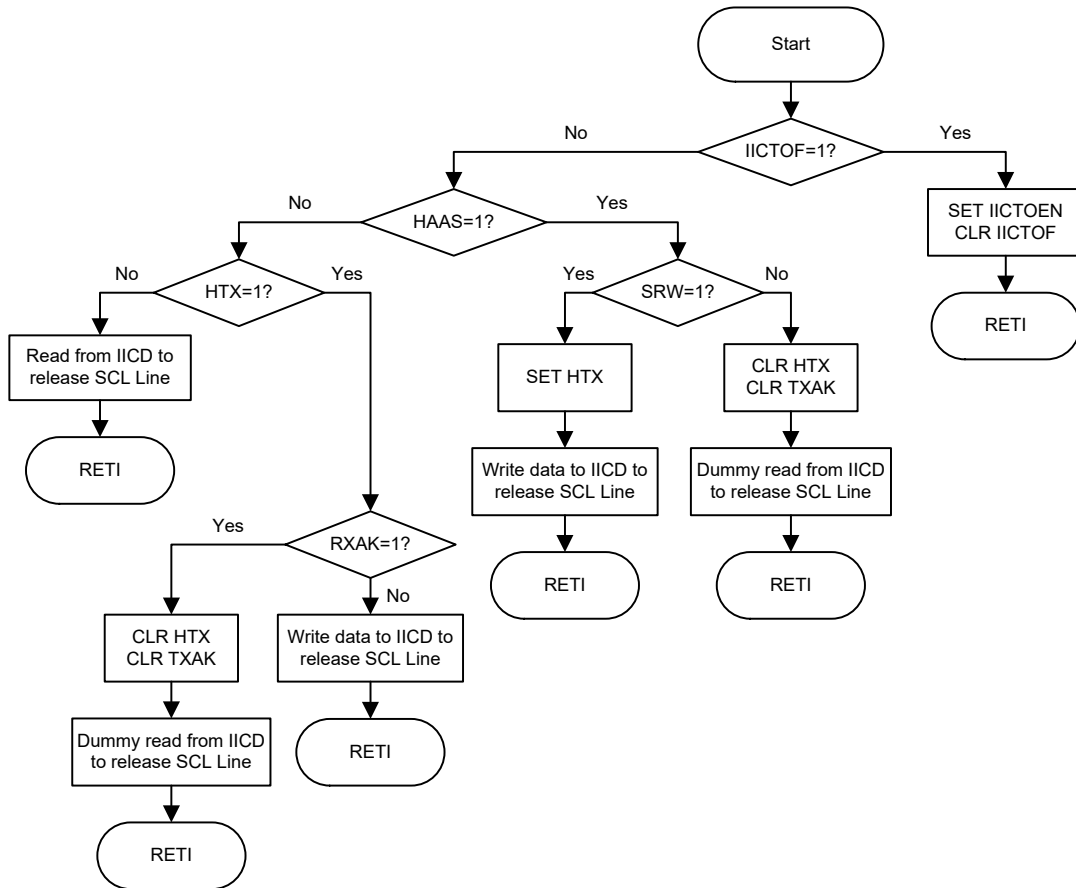 Start
No
IICTOF=1?
Yes
No
HAAS=1?
Yes
SET IICTOEN
CLR IICTOF
No
HTX=1?
Yes
Yes
SRW=1?
No
RETI
Read from IICD to
release SCL Line
SET HTX
CLR HTX
CLR TXAK
RETI
Write data to IICD to
release SCL Line
Dummy read from IICD
to release SCL Line
Yes
RXAK=1?
No
RETI
RETI
CLR HTX
CLR TXAK
Write data to IICD to
release SCL Line
Dummy read from IICD
to release SCL Line
RETI
RETI